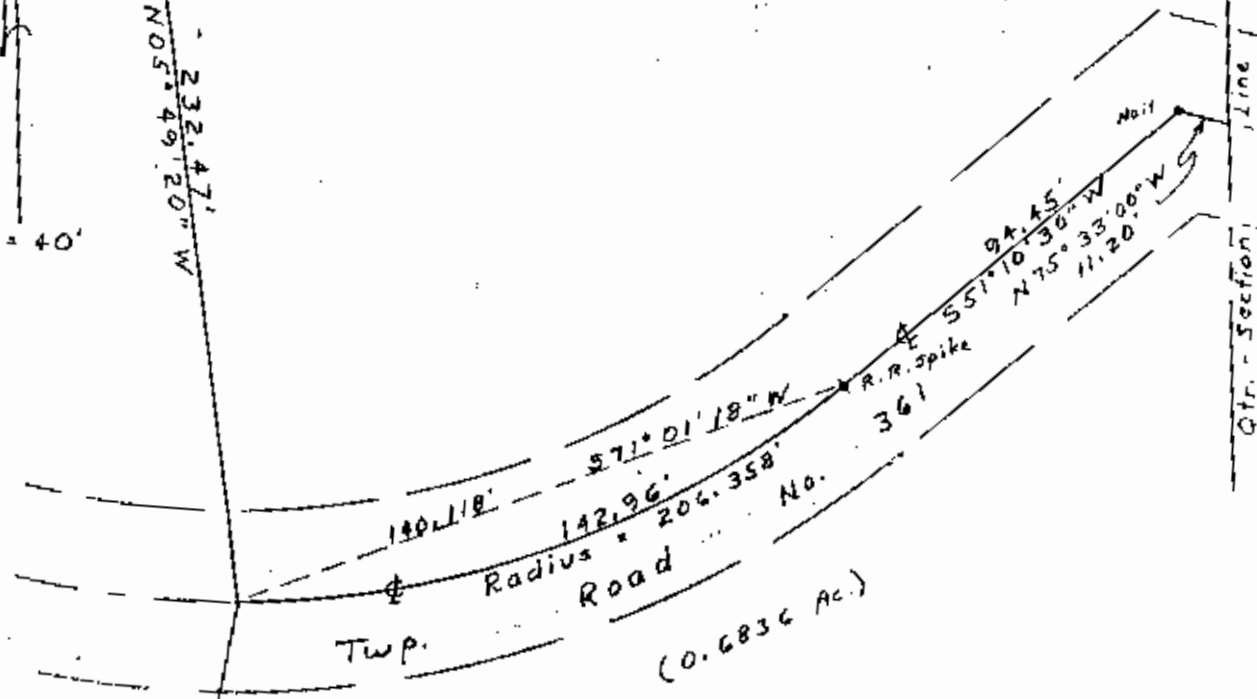 - 232.47'
N05°49'20" W
= 40'
Line
Nail
94.45'
S51°10'30" W
N75°33'00" W
11.20'
Qtr. - Section
℄
R.R. Spike
S71°01'18" W
140.118'
142.96'
Radius = 206.358'
℄
Twp. Road No. 361
(0.6836 Ac.)